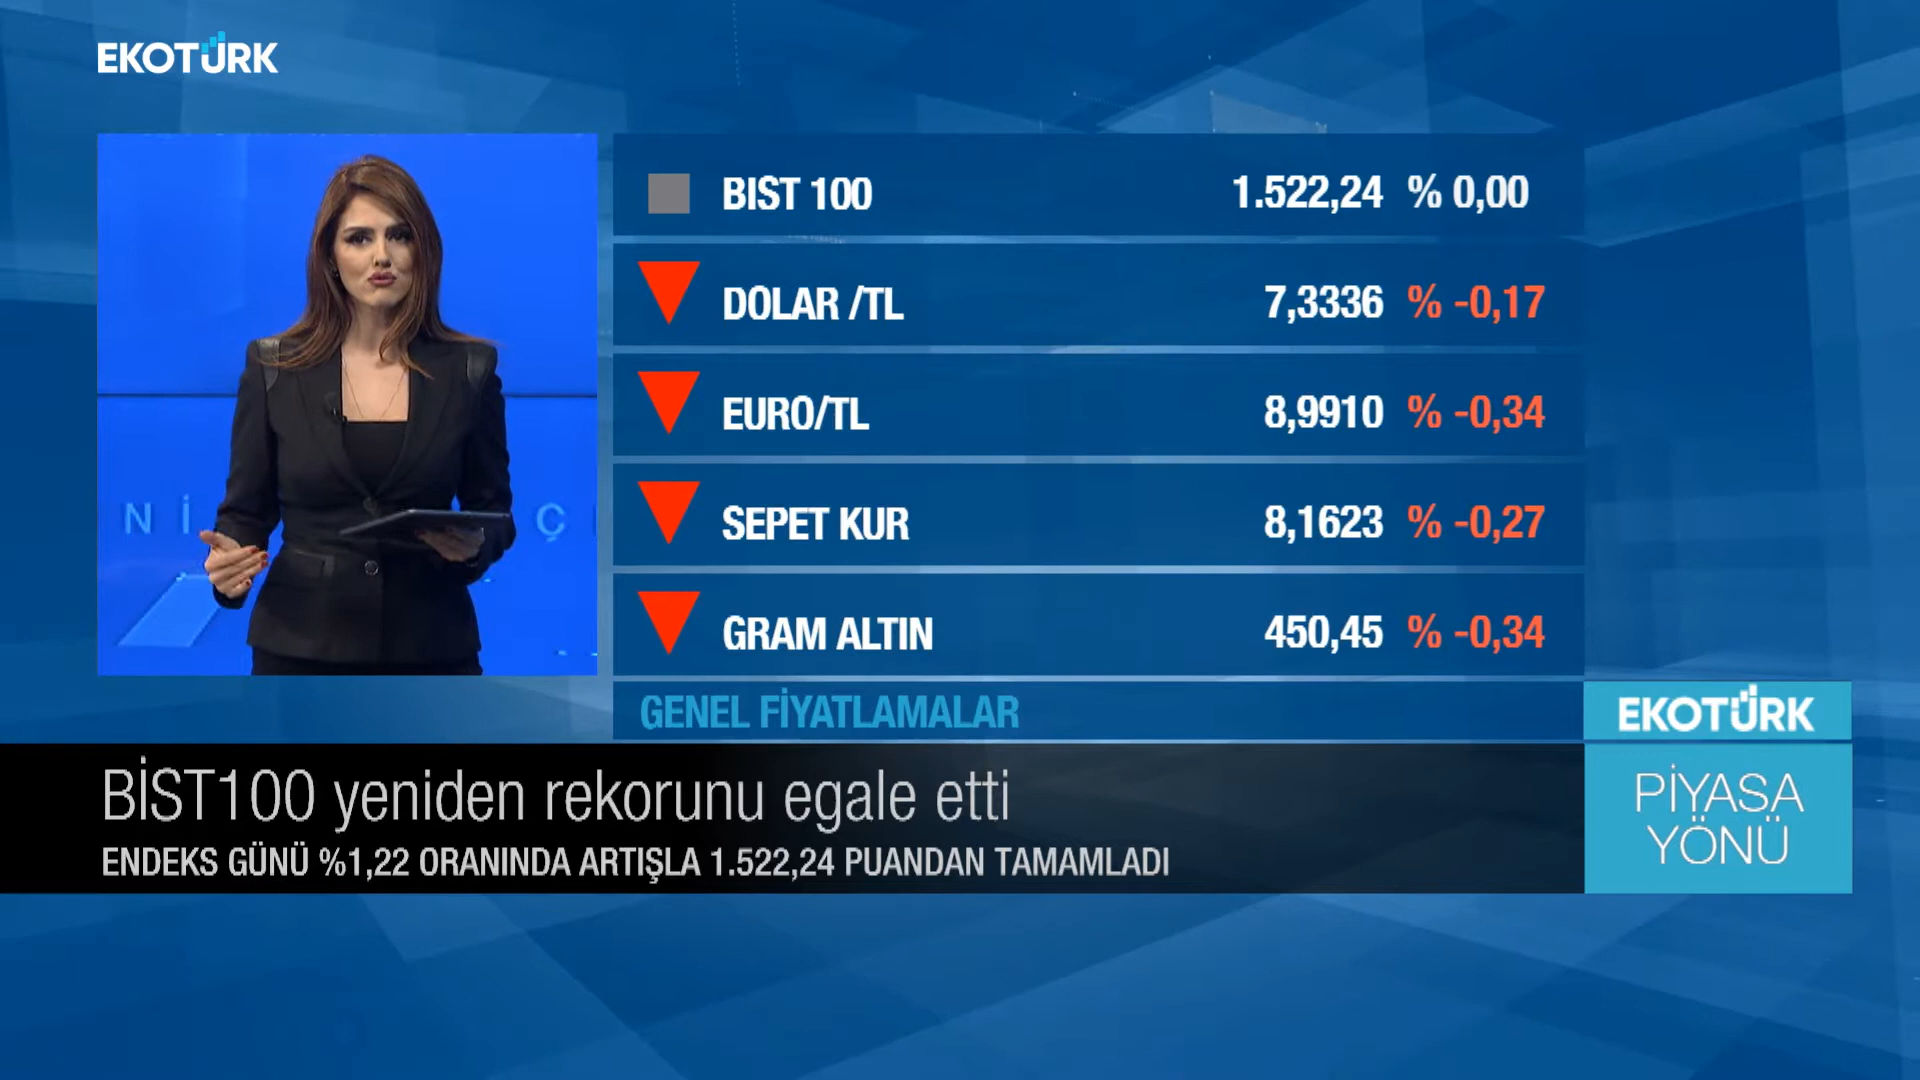 EKOTÜRK
Nİ
Ç
BIST 100 1.522,24 % 0,00
DOLAR /TL 7,3336 % -0,17
EURO/TL 8,9910 % -0,34
SEPET KUR 8,1623 % -0,27
GRAM ALTIN 450,45 % -0,34
GENEL FİYATLAMALAR
EKOTÜRK
BİST100 yeniden rekorunu egale etti
ENDEKS GÜNÜ %1,22 ORANINDA ARTIŞLA 1.522,24 PUANDAN TAMAMLADI
PİYASA
YÖNÜ